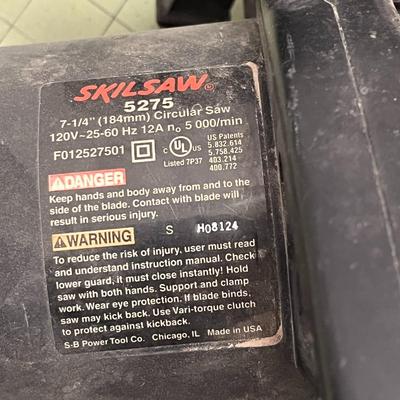 SKILSAW®
5275
7-1/4" (184mm) Circular Saw
120V~25-60 Hz 12A n₀ 5 000/min
F012527501
C UL US
Listed 7P37
US Patents
5.832.614
5.758.425
403.214
400.772
DANGER
Keep hands and body away from and to the
side of the blade. Contact with blade will
result in serious injury.
WARNING
S H08124
To reduce the risk of injury, user must read
and understand instruction manual. Check
lower guard, it must close instantly! Hold
saw with both hands. Support and clamp
work. Wear eye protection. If blade binds,
saw may kick back. Use Vari-torque clutch
to protect against kickback.
S-B Power Tool Co. Chicago, IL Made in USA